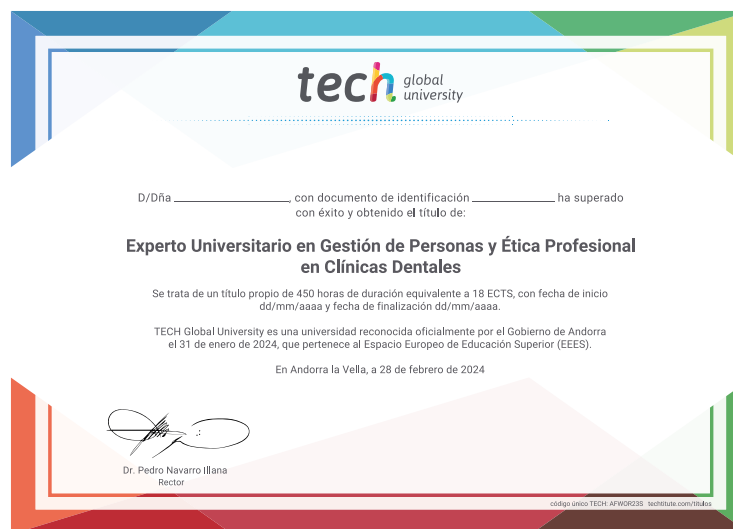 tech global university
D/Dña ____________, con documento de identificación ____________ ha superado
con éxito y obtenido el título de:
Experto Universitario en Gestión de Personas y Ética Profesional
en Clínicas Dentales
Se trata de un título propio de 450 horas de duración equivalente a 18 ECTS, con fecha de inicio
dd/mm/aaaa y fecha de finalización dd/mm/aaaa.
TECH Global University es una universidad reconocida oficialmente por el Gobierno de Andorra
el 31 de enero de 2024, que pertenece al Espacio Europeo de Educación Superior (EEES).
En Andorra la Vella, a 28 de febrero de 2024
Dr. Pedro Navarro Illana
Rector
código único TECH: AFWOR23S techtitute.com/titulos